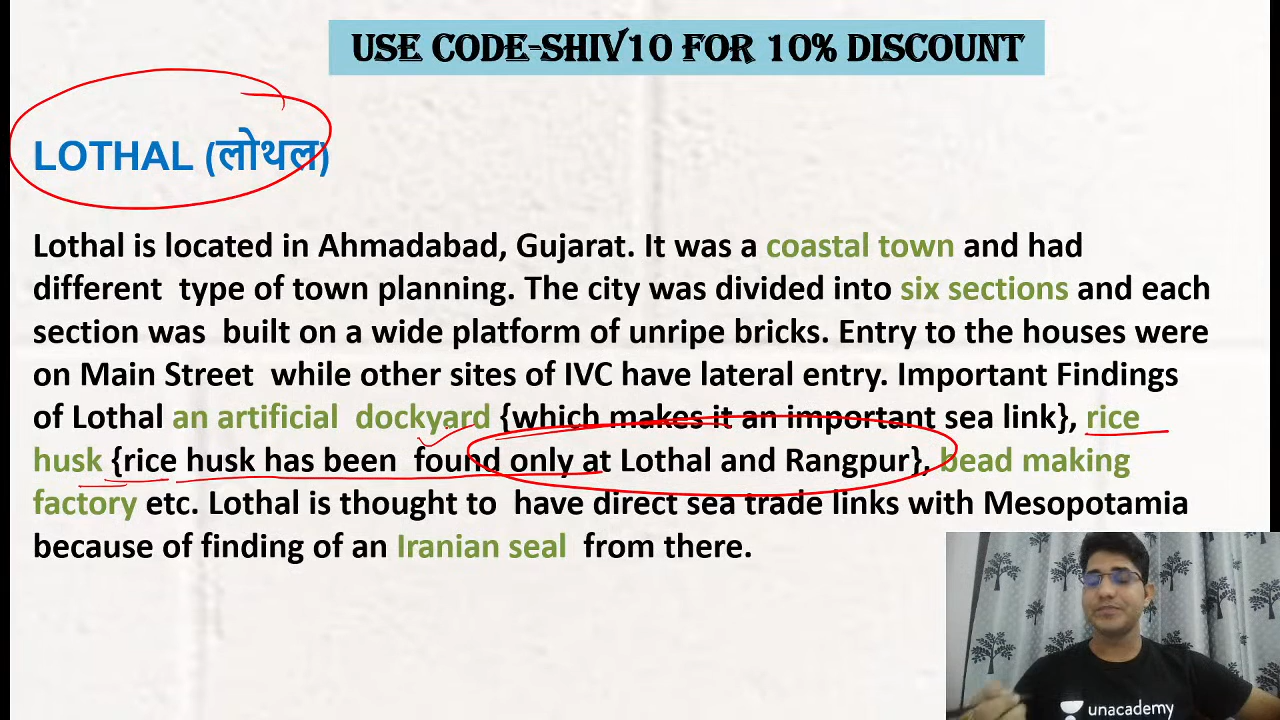 USE CODE-SHIV10 FOR 10% DISCOUNT
LOTHAL (लोथल)
Lothal is located in Ahmadabad, Gujarat. It was a coastal town and had
different type of town planning. The city was divided into six sections and each
section was built on a wide platform of unripe bricks. Entry to the houses were
on Main Street while other sites of IVC have lateral entry. Important Findings
of Lothal an artificial dockyard {which makes it an important sea link}, rice
husk {rice husk has been found only at Lothal and Rangpur}, bead making
factory etc. Lothal is thought to have direct sea trade links with Mesopotamia
because of finding of an Iranian seal from there.
unacademy